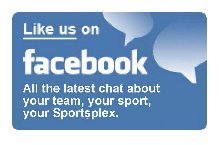 Like us on
facebook
All the latest chat about
your team, your sport,
your Sportsplex.